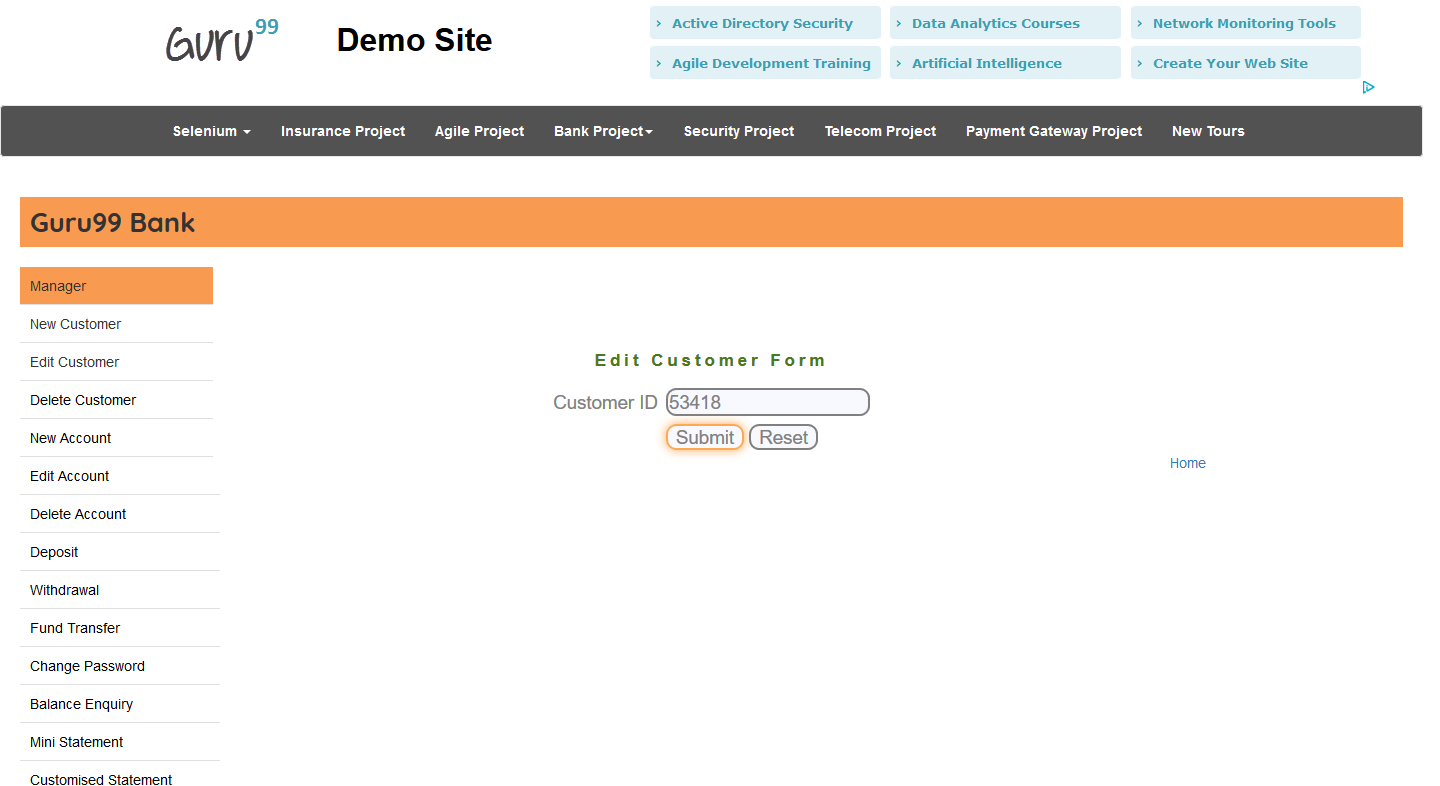 Guru99 Demo Site
› Active Directory Security › Data Analytics Courses › Network Monitoring Tools
› Agile Development Training › Artificial Intelligence › Create Your Web Site
Selenium Insurance Project Agile Project Bank Project Security Project Telecom Project Payment Gateway Project New Tours
Guru99 Bank
Manager
New Customer
Edit Customer
Delete Customer
New Account
Edit Account
Delete Account
Deposit
Withdrawal
Fund Transfer
Change Password
Balance Enquiry
Mini Statement
Customised Statement
Edit Customer Form
Customer ID 53418
Submit Reset
Home